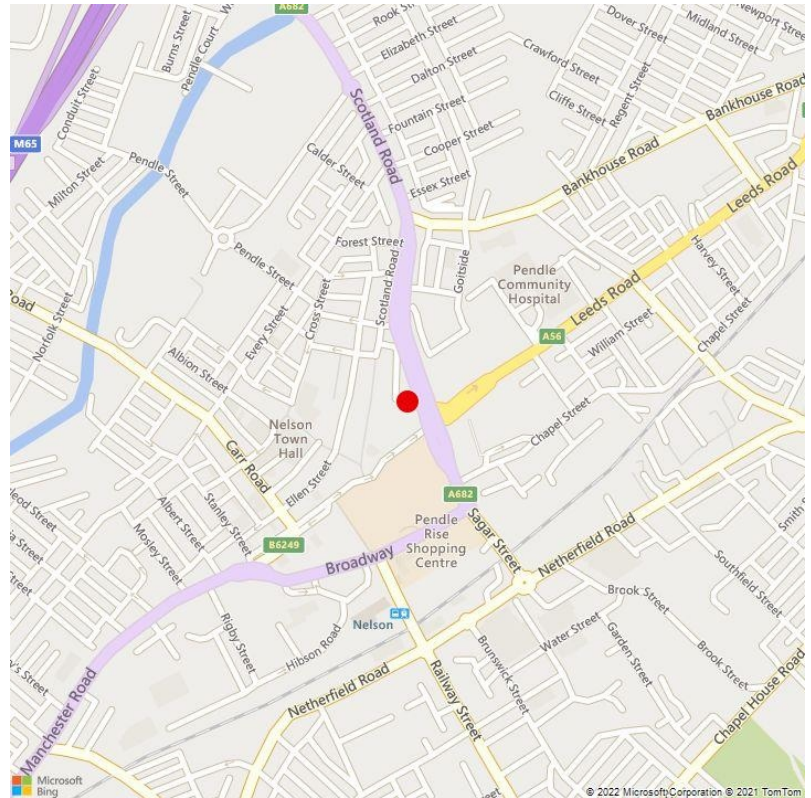 A682
Rook Street
Elizabeth Street
Dalton Street
Crawford Street
Dover Street
Midland Street
Newport Street
Burns Street
Pendle Court
Conduit Street
M65
Milton Street
Pendle Street
Scotland Road
Fountain Street
Cooper Street
Essex Street
Calder Street
Cliffe Street
Regent Street
Bankhouse Road
Bankhouse Road
Leeds Road
Forest Street
Pendle Street
Scotland Road
Goitside
Pendle
Community
Hospital
Harvey Street
Leeds Road
Road
Norfolk Street
Every Street
Cross Street
Albion Street
A56
William Street
Chapel Street
Nelson
Town
Hall
Carr Road
Ellen Street
Chapel Street
A682
Pendle
Rise
Shopping
Centre
Sagar Street
Stanley Street
Albert Street
Mosley Street
B6249
Broadway
Netherfield Road
Smith
Southfield Street
Brook Street
Brook Street
Rigby Street
Nelson
Hibson Road
Water Street
Garden Street
Brunswick Street
Netherfield Road
Railway Street
Chapel House Road
Manchester Road
Microsoft
Bing
© 2022 Microsoft Corporation © 2021 TomTom